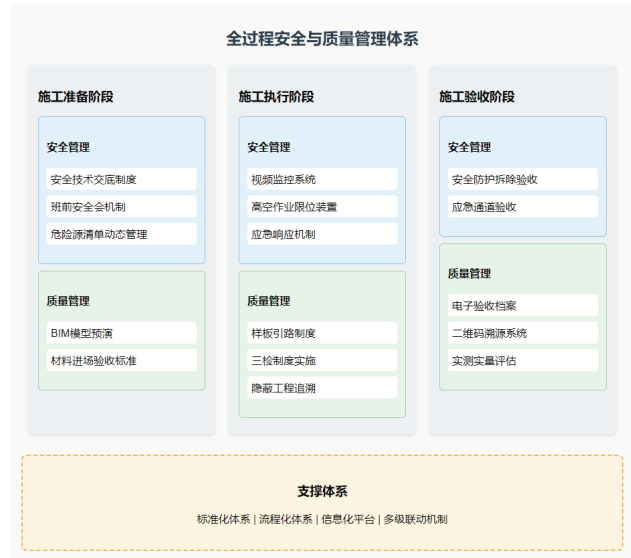 全过程安全与质量管理体系
施工准备阶段
安全管理
安全技术交底制度
班前安全会机制
危险源清单动态管理
质量管理
BIM模型预演
材料进场验收标准
施工执行阶段
安全管理
视频监控系统
高空作业限位装置
应急响应机制
质量管理
样板引路制度
三检制度实施
隐蔽工程追溯
施工验收阶段
安全管理
安全防护拆除验收
应急通道验收
质量管理
电子验收档案
二维码溯源系统
实测实量评估
支撑体系
标准化体系 | 流程化体系 | 信息化平台 | 多级联动机制